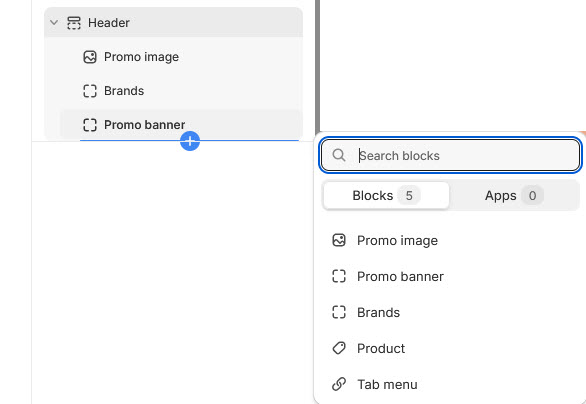 Header
Promo image
Brands
Promo banner
Search blocks
Blocks 5
Apps 0
Promo image
Promo banner
Brands
Product
Tab menu